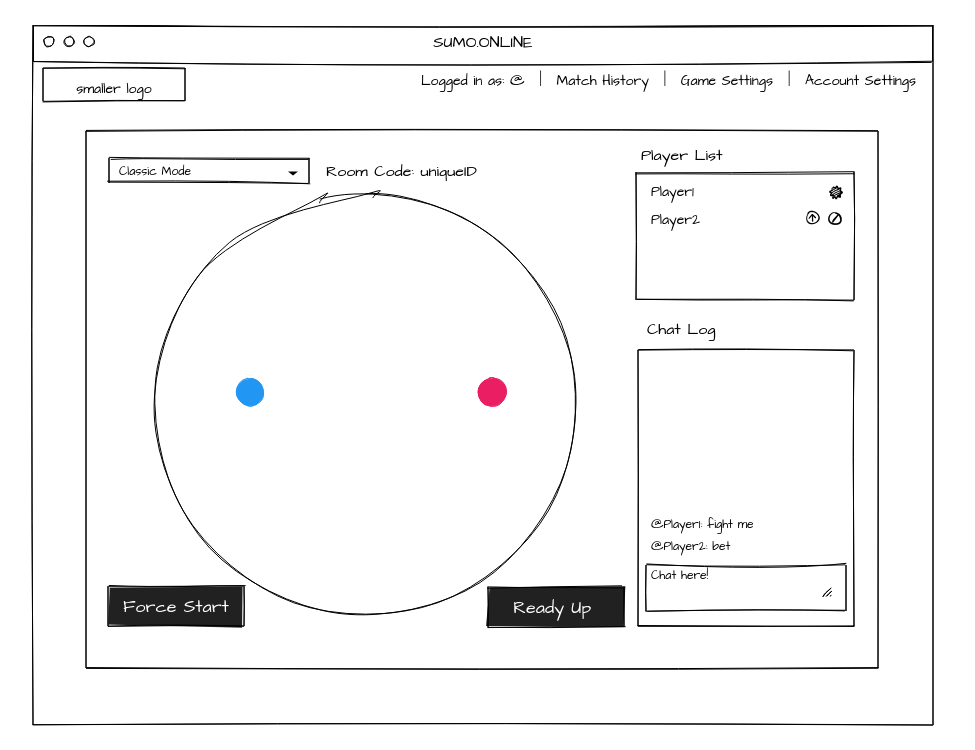 SUMO.ONLINE
smaller logo
Logged in as: @ | Match History | Game Settings | Account Settings
Classic Mode
Room Code: uniqueID
Player List
Player1
Player2
Chat Log
@Player1: fight me
@Player2: bet
Chat here!
Force Start
Ready Up